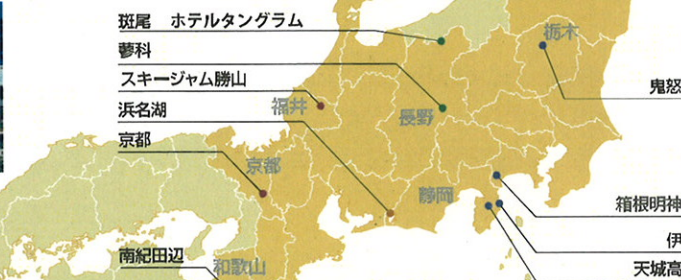 斑尾　ホテルタングラム
蓼科
スキージャム勝山
浜名湖
京都
南紀田辺
栃木
福井
長野
京都
静岡
和歌山
鬼怒
箱根明神
伊
天城高